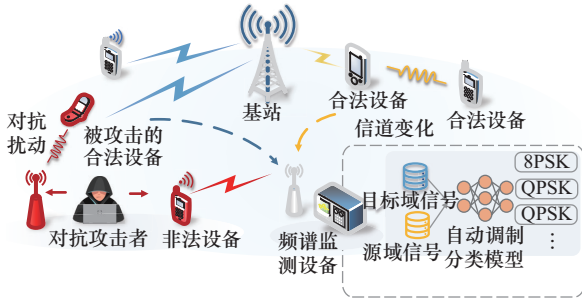 基站
合法设备
合法设备
信道变化
对抗
扰动
被攻击的
合法设备
对抗攻击者
非法设备
频谱监
测设备
目标域信号
源域信号
自动调制
分类模型
8PSK
QPSK
QPSK
⋮